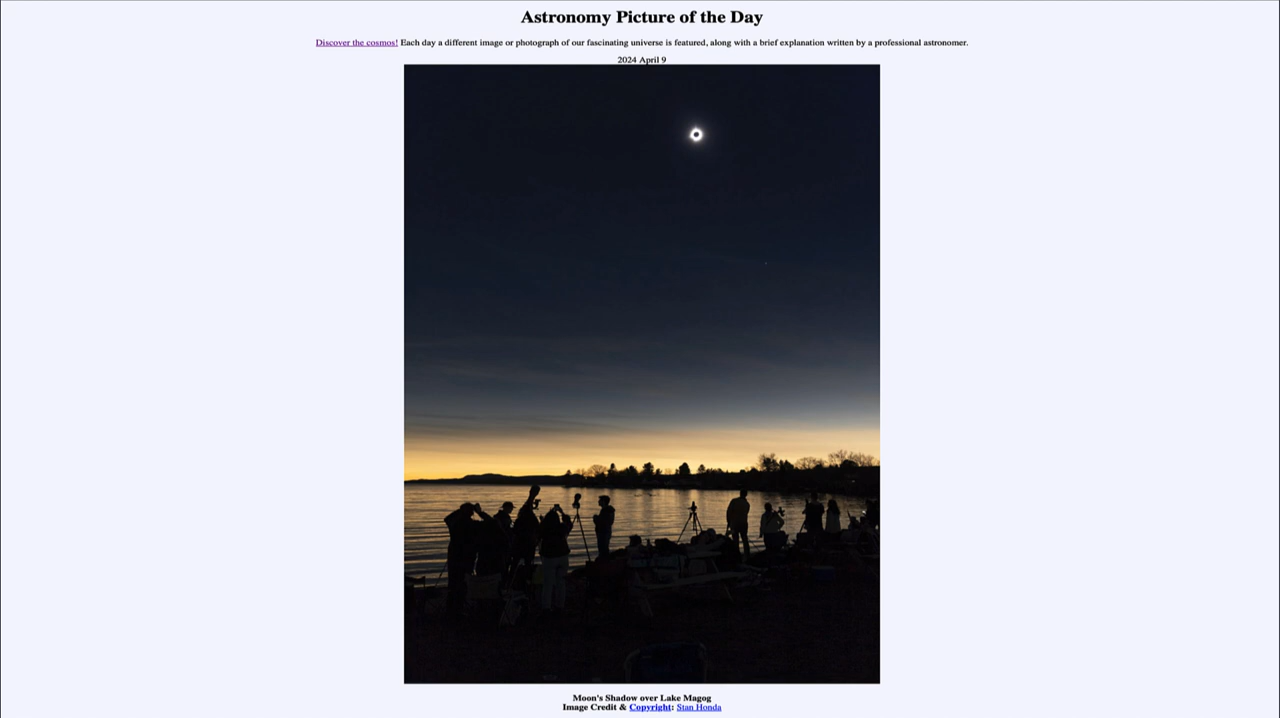 Astronomy Picture of the Day
Discover the cosmos! Each day a different image or photograph of our fascinating universe is featured, along with a brief explanation written by a professional astronomer.
2024 April 9
Moon's Shadow over Lake Magog
Image Credit & Copyright: Stan Honda